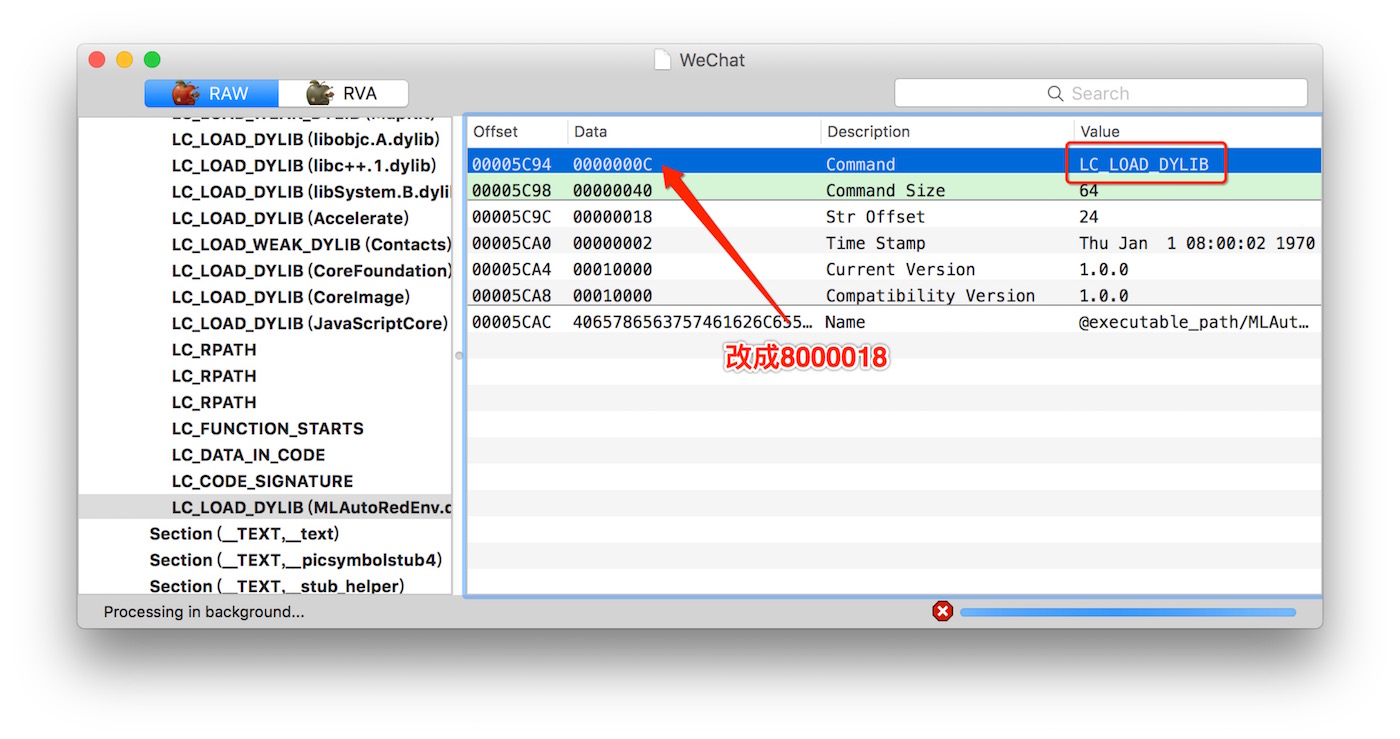 WeChat
RAW
RVA
Search
LC_LOAD_WEAK_DYLIB (MapKit)
LC_LOAD_DYLIB (libobjc.A.dylib)
LC_LOAD_DYLIB (libc++.1.dylib)
LC_LOAD_DYLIB (libSystem.B.dyli
LC_LOAD_DYLIB (Accelerate)
LC_LOAD_WEAK_DYLIB (Contacts)
LC_LOAD_DYLIB (CoreFoundation)
LC_LOAD_DYLIB (CoreImage)
LC_LOAD_DYLIB (JavaScriptCore)
LC_RPATH
LC_RPATH
LC_RPATH
LC_FUNCTION_STARTS
LC_DATA_IN_CODE
LC_CODE_SIGNATURE
LC_LOAD_DYLIB (MLAutoRedEnv.d
Section (__TEXT,__text)
Section (__TEXT,__picsymbolstub4)
Section (__TEXT,__stub_helper)
Offset Data Description Value
00005C94 0000000C Command LC_LOAD_DYLIB
00005C98 00000040 Command Size 64
00005C9C 00000018 Str Offset 24
00005CA0 00000002 Time Stamp Thu Jan 1 08:00:02 1970
00005CA4 00010000 Current Version 1.0.0
00005CA8 00010000 Compatibility Version 1.0.0
00005CAC 4065786563757461626C655… Name @executable_path/MLAut…
改成8000018
Processing in background...